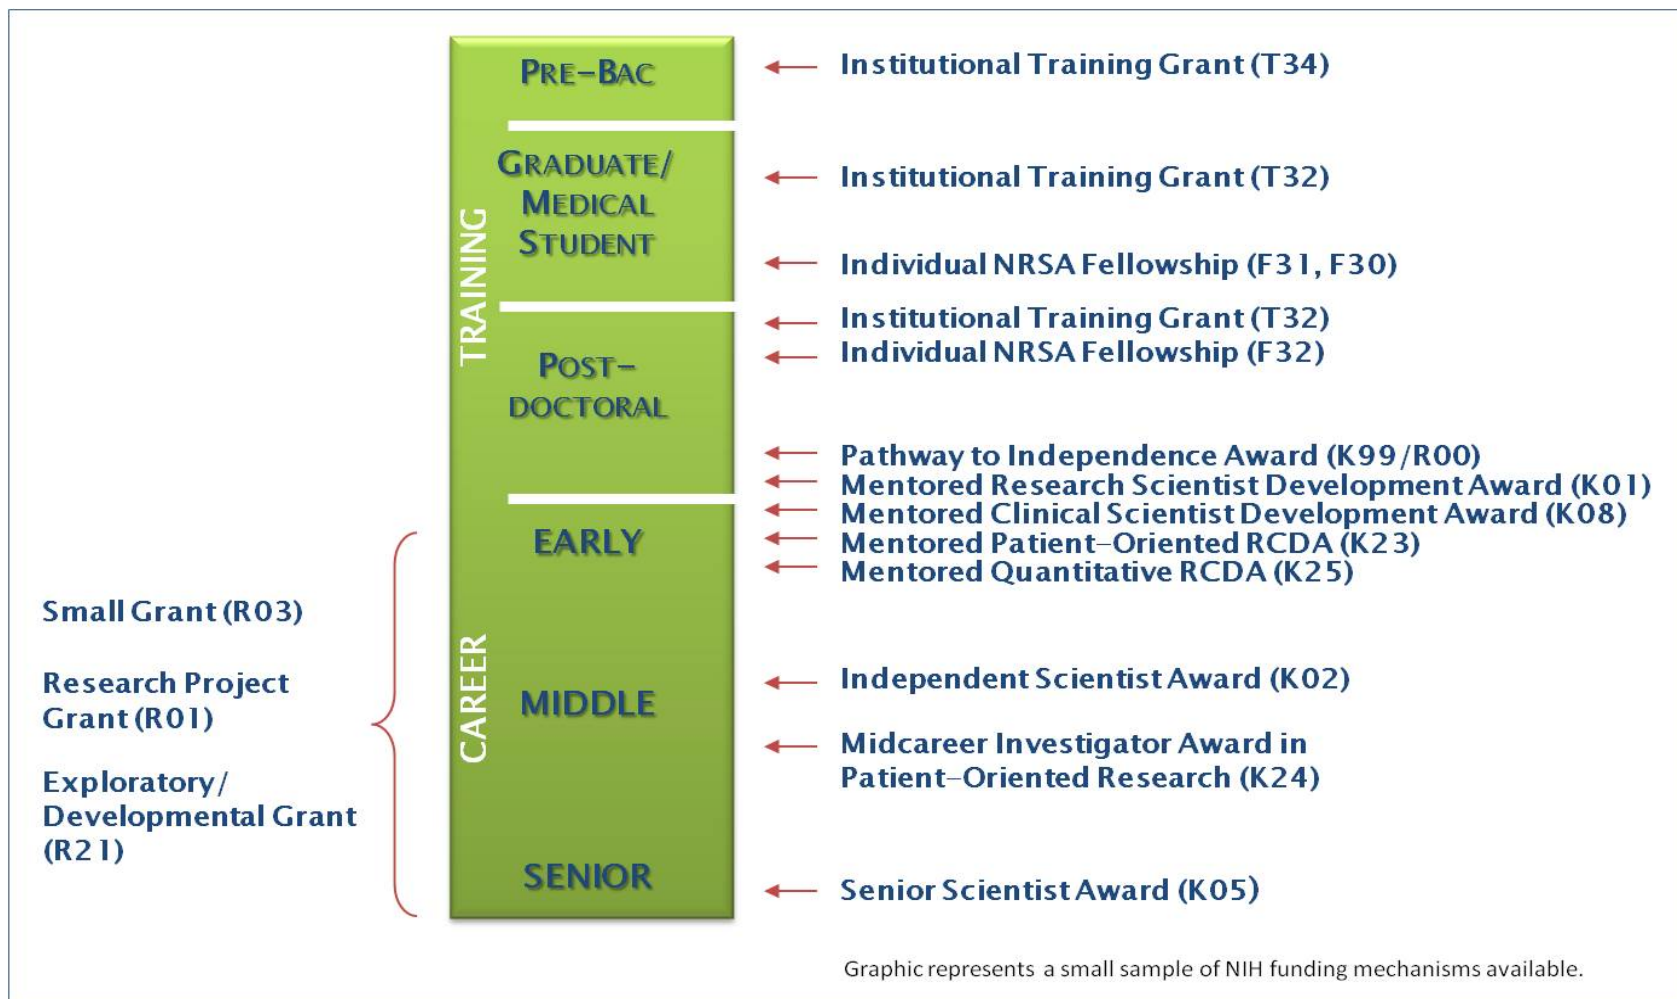 PRE-BAC
GRADUATE/
MEDICAL
STUDENT
POST-
DOCTORAL
TRAINING
EARLY
MIDDLE
SENIOR
CAREER
Institutional Training Grant (T34)
Institutional Training Grant (T32)
Individual NRSA Fellowship (F31, F30)
Institutional Training Grant (T32)
Individual NRSA Fellowship (F32)
Pathway to Independence Award (K99/R00)
Mentored Research Scientist Development Award (K01)
Mentored Clinical Scientist Development Award (K08)
Mentored Patient-Oriented RCDA (K23)
Mentored Quantitative RCDA (K25)
Independent Scientist Award (K02)
Midcareer Investigator Award in
Patient-Oriented Research (K24)
Senior Scientist Award (K05)
Small Grant (R03)
Research Project
Grant (R01)
Exploratory/
Developmental Grant
(R21)
Graphic represents a small sample of NIH funding mechanisms available.